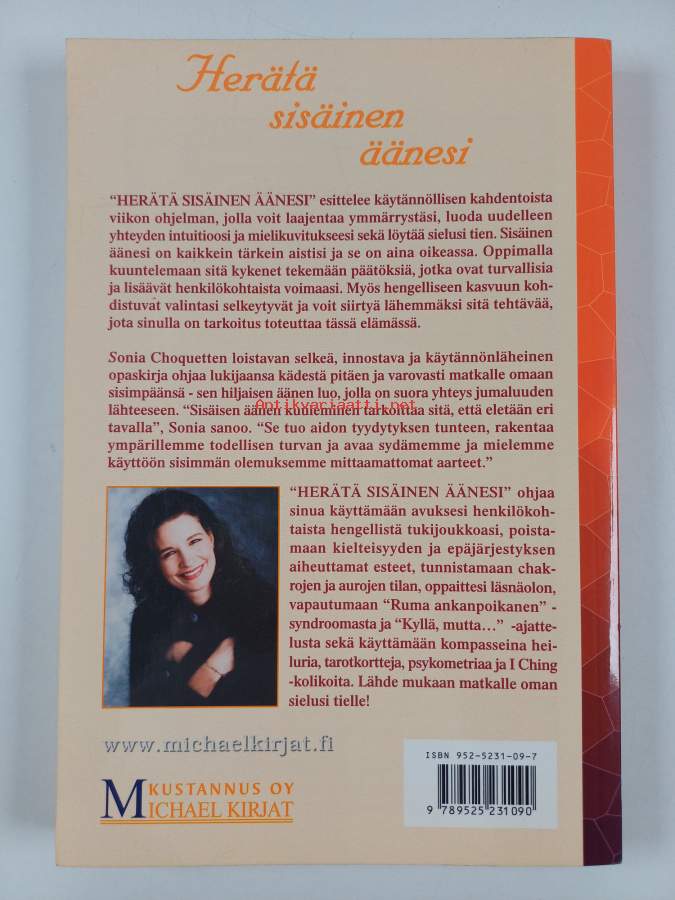 Herätä
sisäinen
äänesi
“HERÄTÄ SISÄINEN ÄÄNESI” esittelee käytännöllisen kahdentoista
viikon ohjelman, jolla voit laajentaa ymmärrystäsi, luoda uudelleen
yhteyden intuitioosi ja mielikuvitukseesi sekä löytää sielusi tien. Sisäinen
äänesi on kaikkein tärkein aistisi ja se on aina oikeassa. Oppimalla
kuuntelemaan sitä kykenet tekemään päätöksiä, jotka ovat turvallisia
ja lisäävät henkilökohtaista voimaasi. Myös hengelliseen kasvuun koh-
distuvat valintasi selkeytyvät ja voit siirtyä lähemmäksi sitä tehtävää,
jota sinulla on tarkoitus toteuttaa tässä elämässä.
Sonia Choquetten loistavan selkeä, innostava ja käytännönläheinen
opaskirja ohjaa lukijaansa kädestä pitäen ja varovasti matkalle omaan
sisimpäänsä - sen hiljaisen äänen luo, jolla on suora yhteys jumaluuden
lähteeseen. “Sisäisen äänen kuuleminen tarkoittaa sitä, että eletään eri
Antikvariaatti.net
tavalla”, Sonia sanoo. “Se tuo aidon tyydytyksen tunteen, rakentaa
ympärillemme todellisen turvan ja avaa sydämemme ja mielemme
käyttöön sisimmän olemuksemme mittaamattomat aarteet.”
“HERÄTÄ SISÄINEN ÄÄNESI” ohjaa
sinua käyttämään avuksesi henkilökoh-
taista hengellistä tukijoukkoasi, poista-
maan kielteisyyden ja epäjärjestyksen
aiheuttamat esteet, tunnistamaan chak-
rojen ja aurojen tilan, oppaittesi läsnäolon,
vapautumaan “Ruma ankanpoikanen” -
syndroomasta ja “Kyllä, mutta…” -ajatte-
lusta sekä käyttämään kompasseina hei-
luria, tarotkortteja, psykometriaa ja I Ching
-kolikoita. Lähde mukaan matkalle oman
sielusi tielle!
www.michaelkirjat.fi
KUSTANNUS OY
MICHAEL KIRJAT
ISBN 952-5231-09-7
9 789525 231090